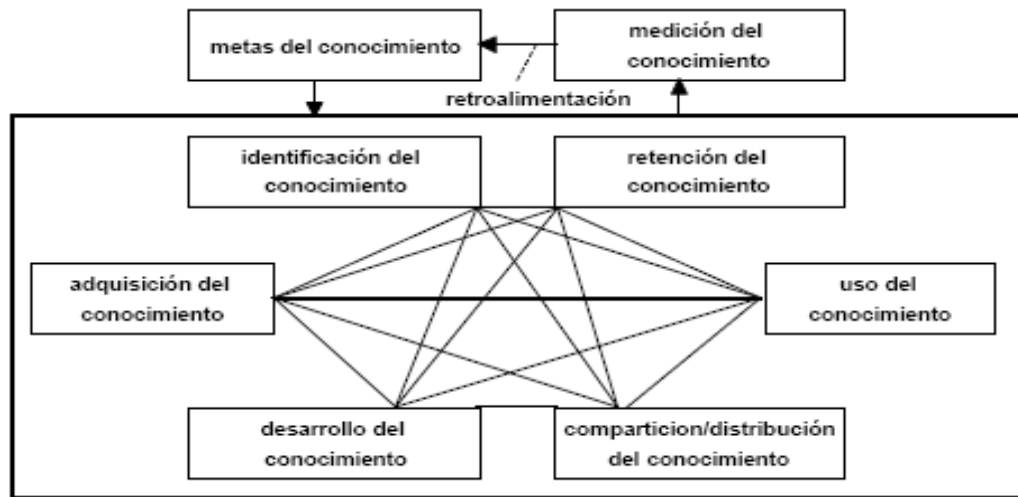 metas del conocimiento
medición del
conocimiento
retroalimentación
identificación del
conocimiento
retención del
conocimiento
adquisición del
conocimiento
uso del
conocimiento
desarrollo del
conocimiento
comparticion/distribución
del conocimiento